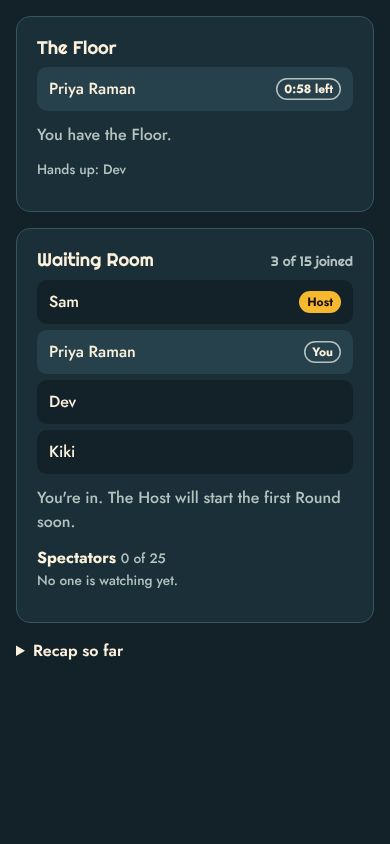 The Floor
Priya Raman 0:58 left
You have the Floor.
Hands up: Dev
Waiting Room 3 of 15 joined
Sam Host
Priya Raman You
Dev
Kiki
You're in. The Host will start the first Round
soon.
Spectators 0 of 25
No one is watching yet.
Recap so far